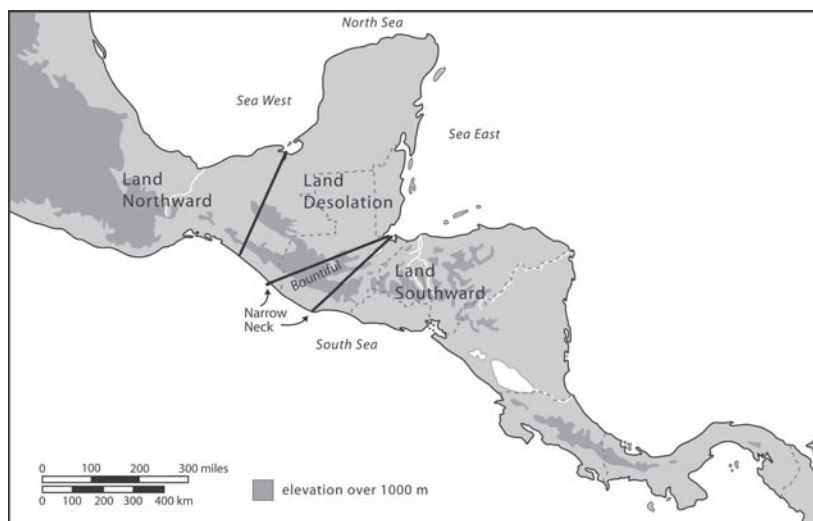 North Sea
Sea West
Sea East
Land
Northward
Land
Desolation
Bountiful
Land
Southward
Narrow
Neck
South Sea
0 100 200 300 miles
0 100 200 300 400 km
elevation over 1000 m